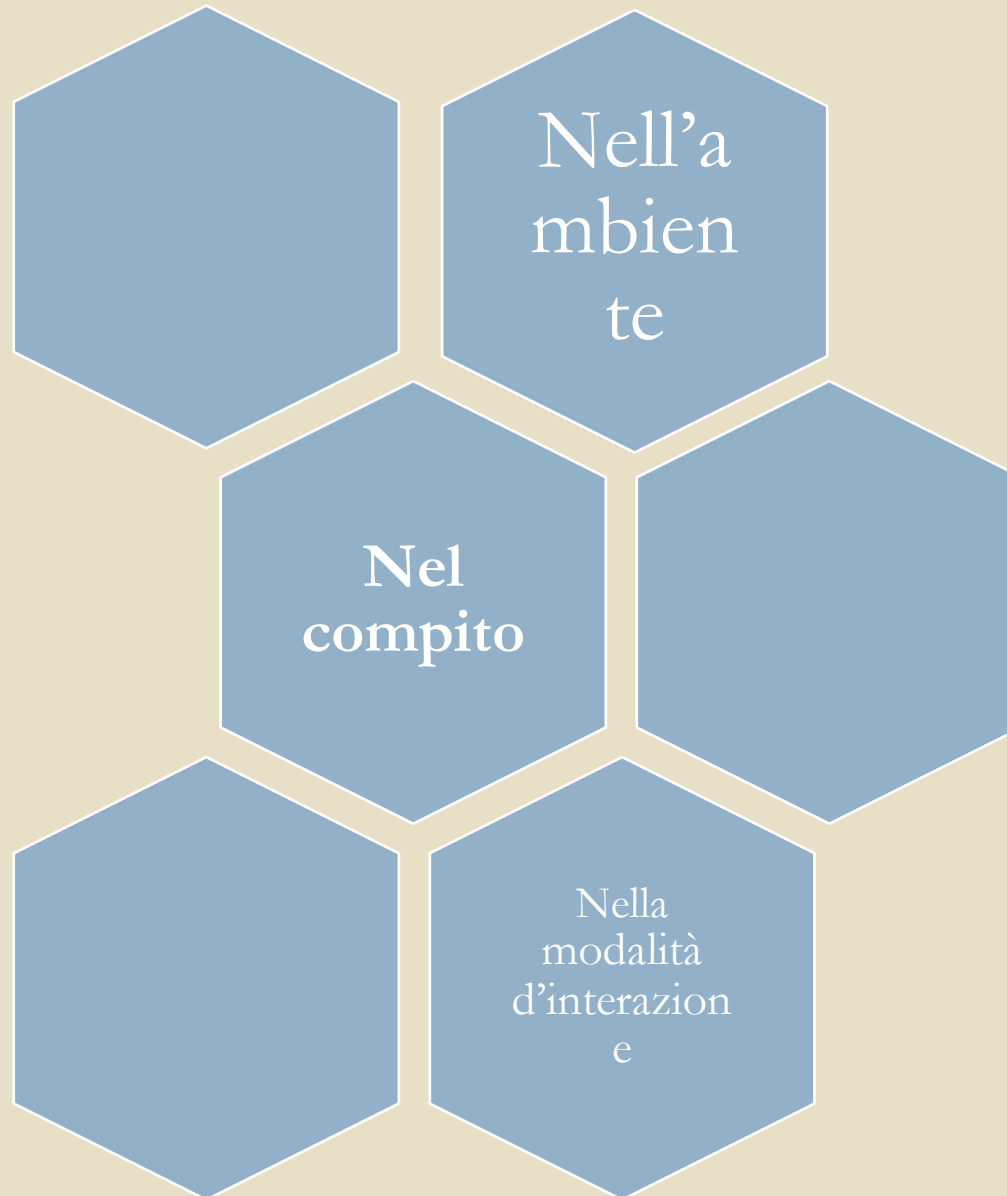 Nell’a
mbien
te
Nel
compito
Nella
modalità
d’interazion
e